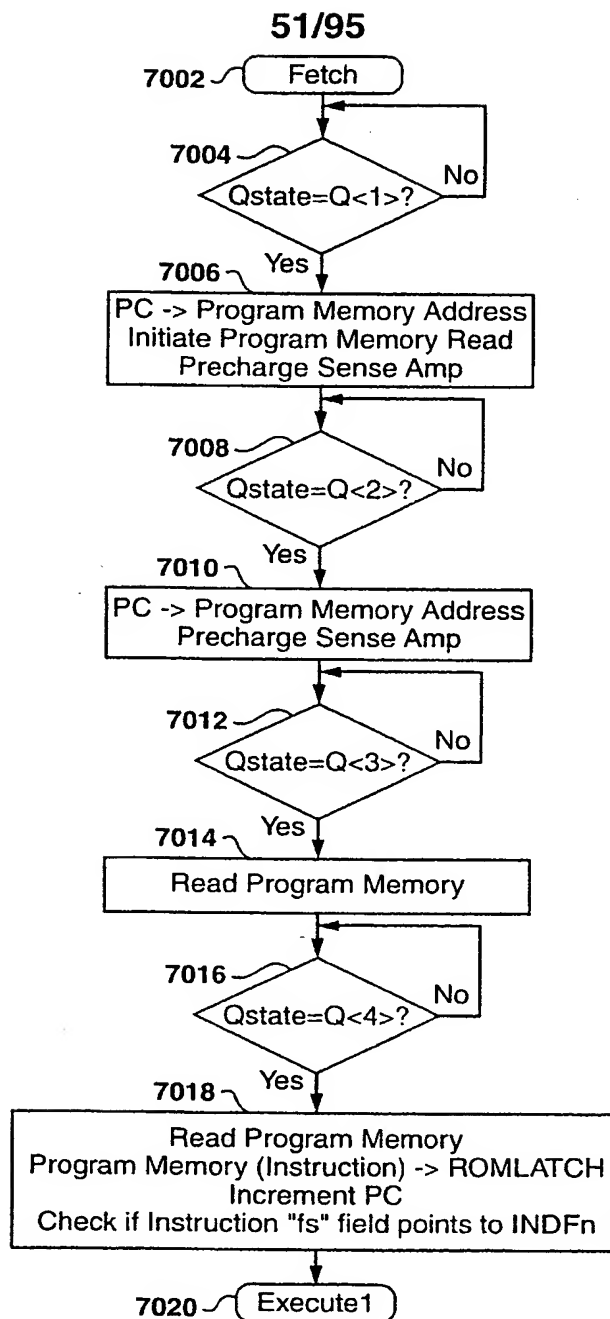 51/95
7002
Fetch
7004
Qstate=Q<1>?
No
Yes
7006
PC -> Program Memory Address
Initiate Program Memory Read
Precharge Sense Amp
7008
Qstate=Q<2>?
No
Yes
7010
PC -> Program Memory Address
Precharge Sense Amp
7012
Qstate=Q<3>?
No
Yes
7014
Read Program Memory
7016
Qstate=Q<4>?
No
Yes
7018
Read Program Memory
Program Memory (Instruction) -> ROMLATCH
Increment PC
Check if Instruction "fs" field points to INDFn
7020
Execute1